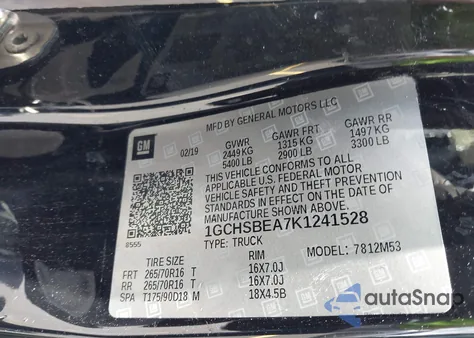 MFD BY GENERAL MOTORS LLC
GM
02/19
GVWR GAWR FRT GAWR RR
2449 KG 1315 KG 1497 KG
5400 LB 2900 LB 3300 LB
THIS VEHICLE CONFORMS TO ALL
APPLICABLE U.S. FEDERAL MOTOR
VEHICLE SAFETY AND THEFT PREVENTION
STANDARDS IN EFFECT ON THE DATE OF
MANUFACTURE SHOWN ABOVE.
1GCHSBEA7K1241528
TYPE: TRUCK MODEL: 7812M53
8555
TIRE SIZE RIM
FRT 265/70R16 T 16X7.0J
RR 265/70R16 T 16X7.0J
SPA T175/90D18 M 18X4.5B
autoSnap